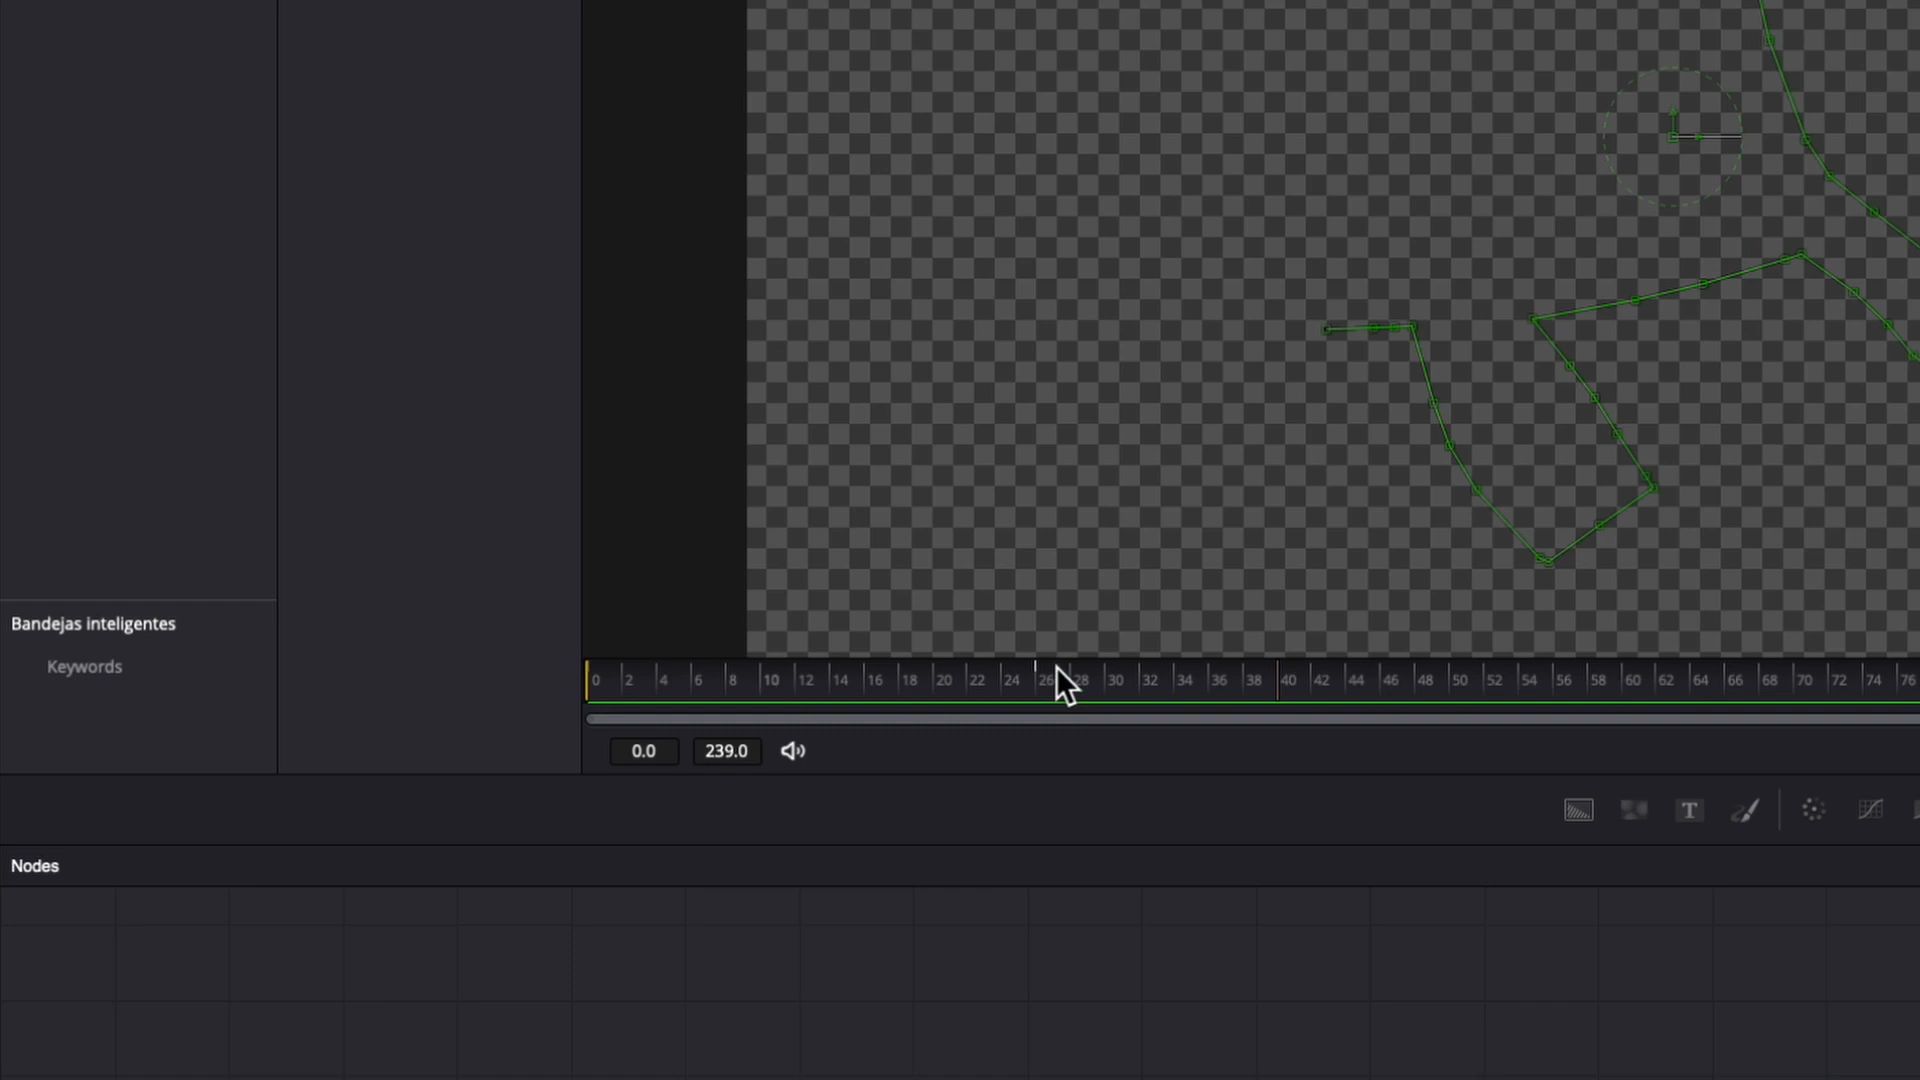 Bandejas inteligentes
Keywords
0 2 4 6 8 10 12 14 16 18 20 22 24 26 28 30 32 34 36 38 40 42 44 46 48 50 52 54 56 58 60 62 64 66 68 70 72 74 76
0.0 239.0
T
Nodes